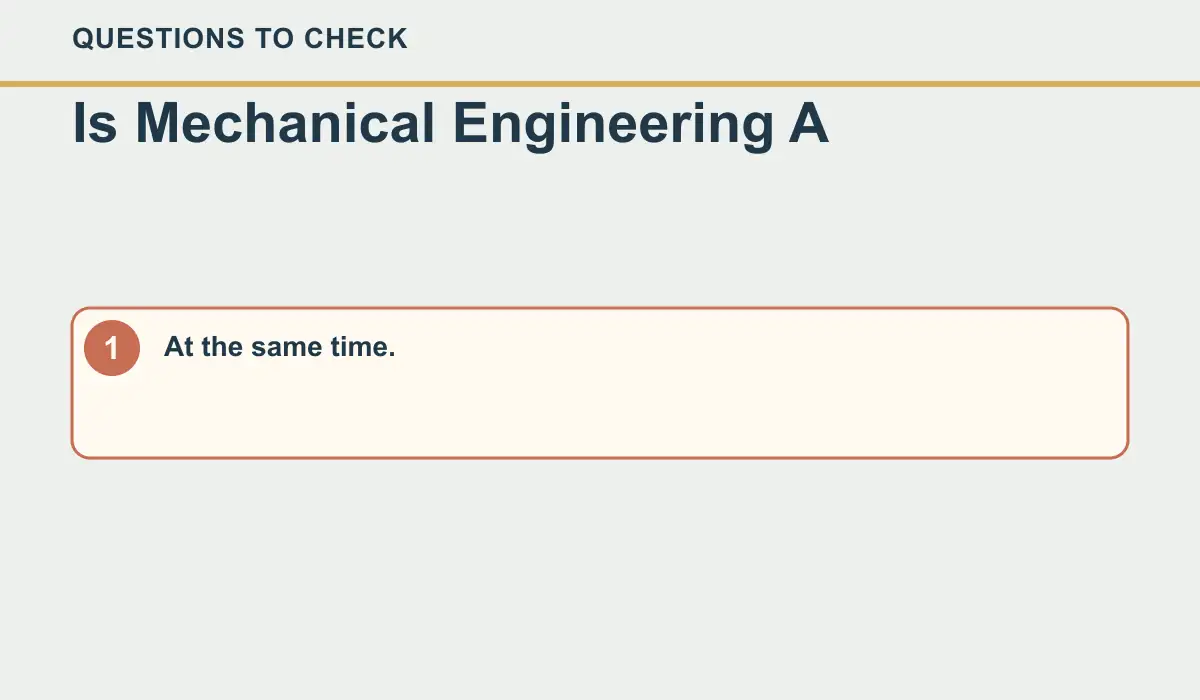 QUESTIONS TO CHECK
Is Mechanical Engineering A
1 At the same time.